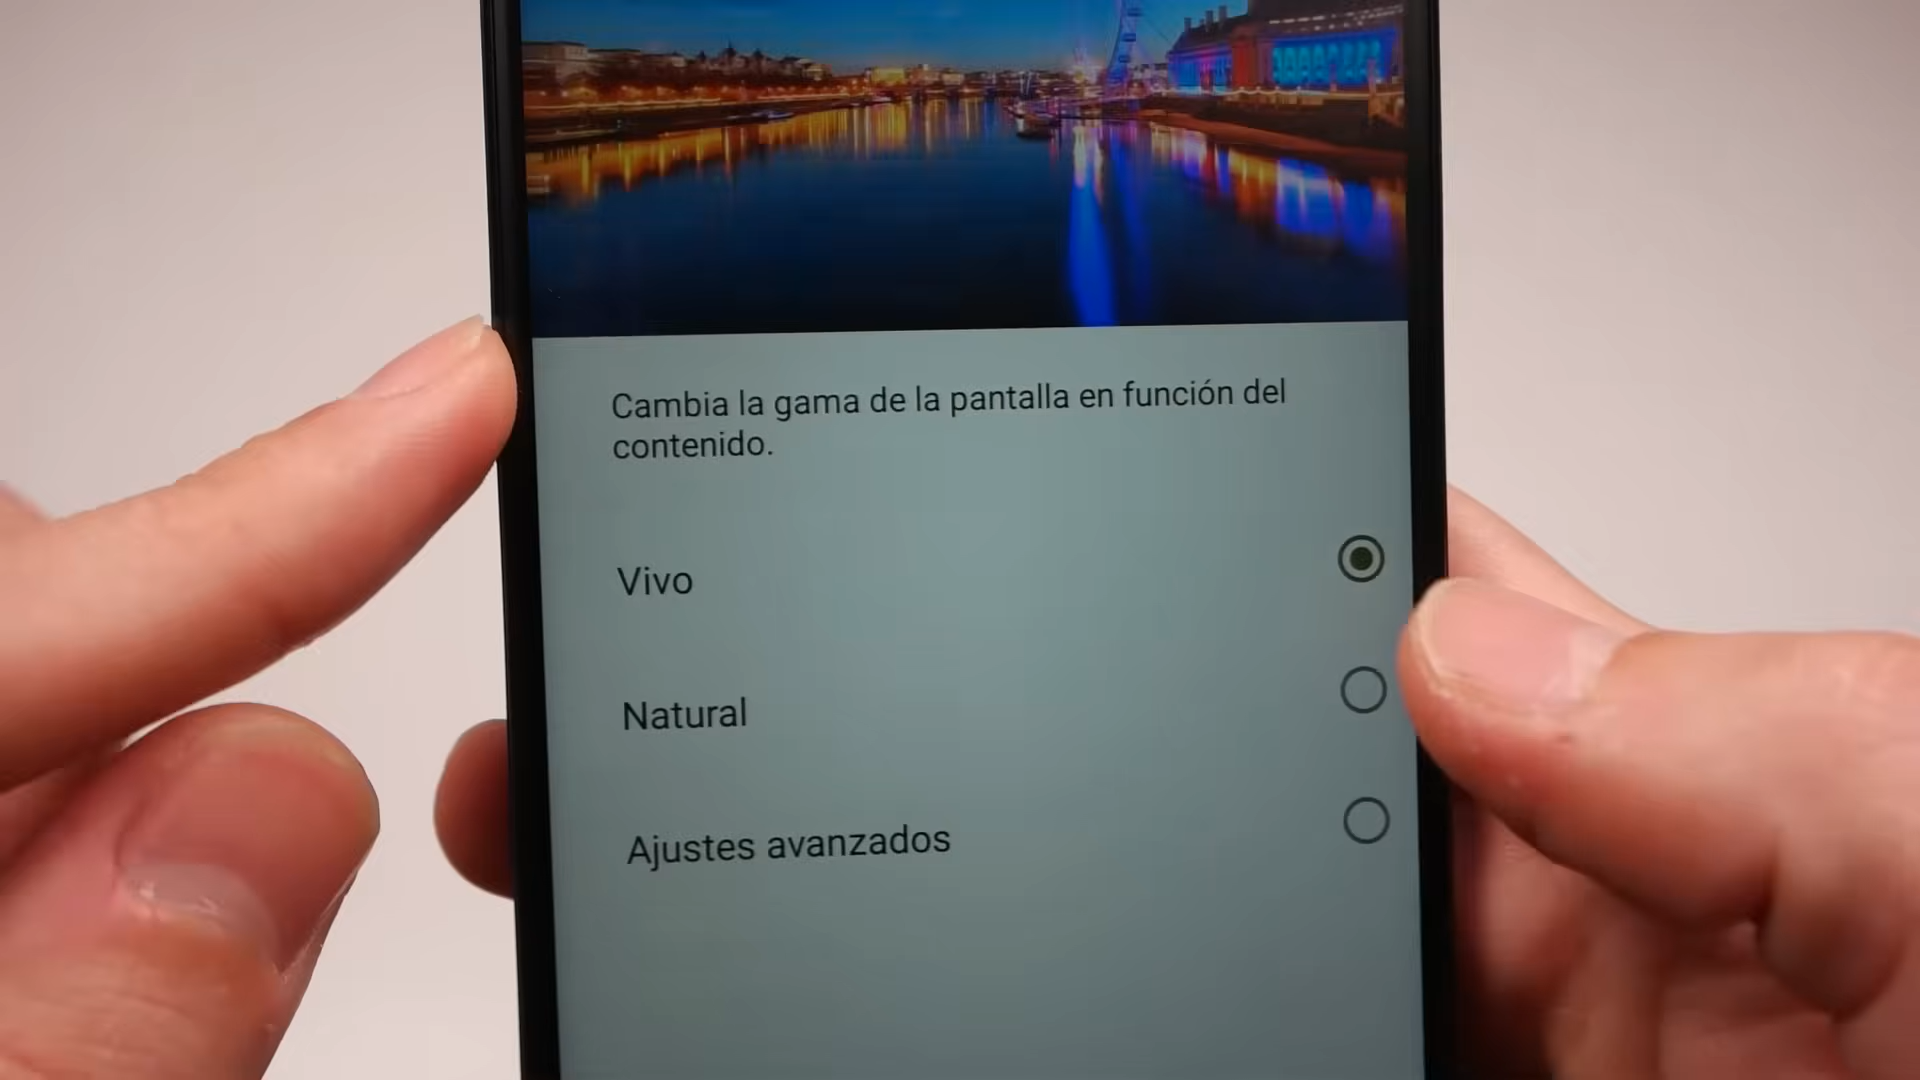 Cambia la gama de la pantalla en función del
contenido.
Vivo
Natural
Ajustes avanzados